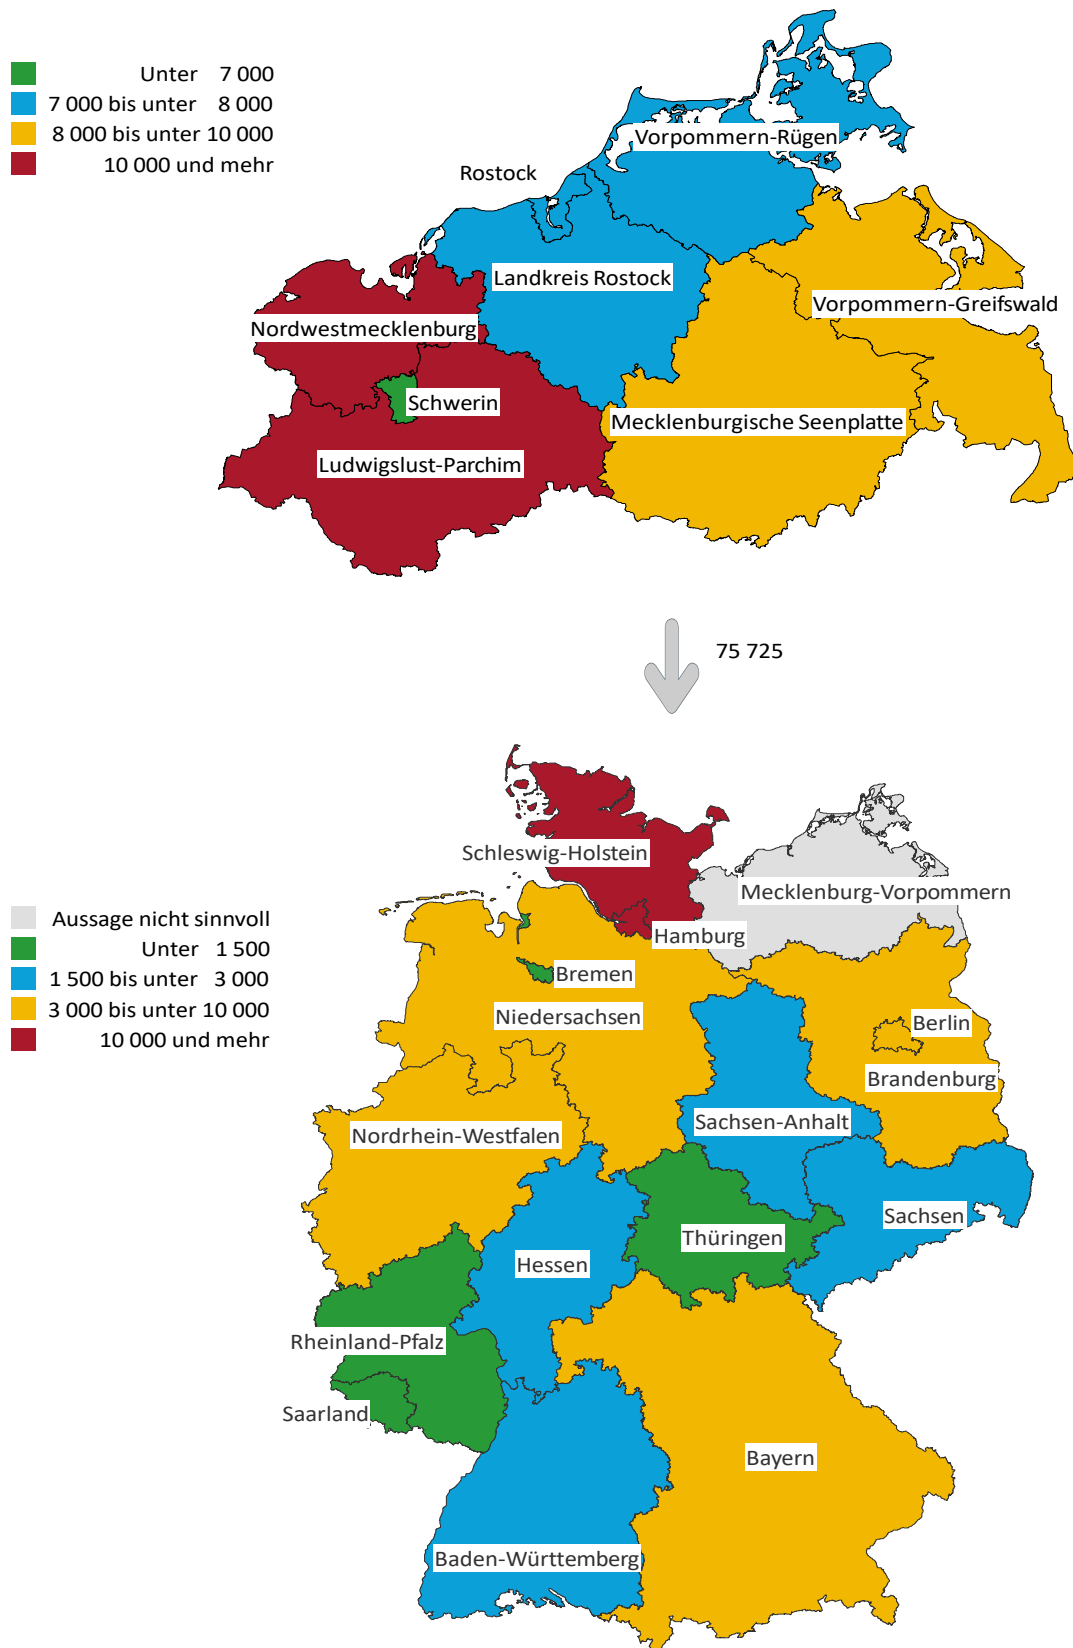 Unter 7 000
7 000 bis unter 8 000
8 000 bis unter 10 000
10 000 und mehr
Vorpommern-Rügen
Rostock
Landkreis Rostock
Vorpommern-Greifswald
Nordwestmecklenburg
Schwerin
Mecklenburgische Seenplatte
Ludwigslust-Parchim
75 725
Aussage nicht sinnvoll
Unter 1 500
1 500 bis unter 3 000
3 000 bis unter 10 000
10 000 und mehr
Schleswig-Holstein
Mecklenburg-Vorpommern
Hamburg
Bremen
Niedersachsen
Berlin
Brandenburg
Sachsen-Anhalt
Nordrhein-Westfalen
Sachsen
Thüringen
Hessen
Rheinland-Pfalz
Saarland
Bayern
Baden-Württemberg